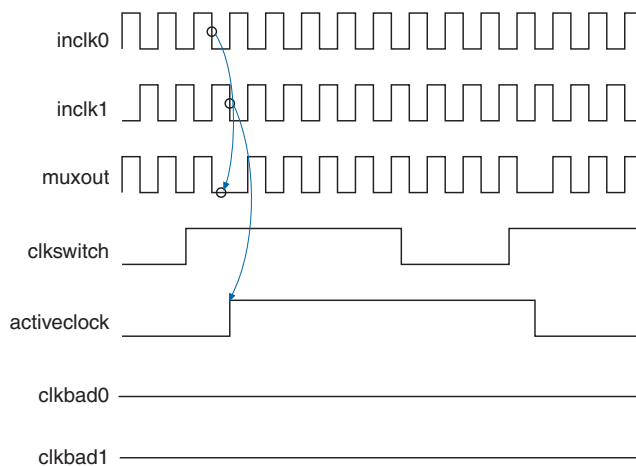 inclk0
inclk1
muxout
clkswitch
activeclock
clkbad0
clkbad1